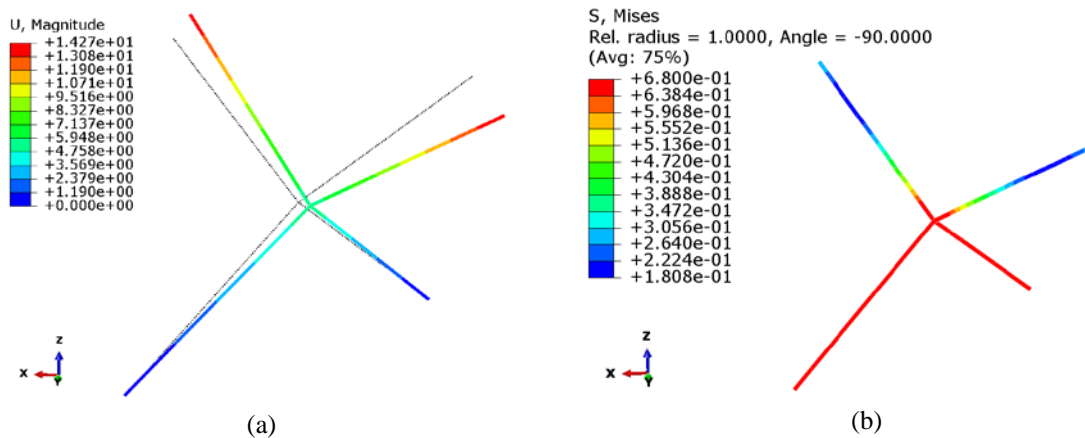 U, Magnitude
+1.427e+01
+1.308e+01
+1.190e+01
+1.071e+01
+9.516e+00
+8.327e+00
+7.137e+00
+5.948e+00
+4.758e+00
+3.569e+00
+2.379e+00
+1.190e+00
+0.000e+00
z
x
Y
(a)
S, Mises
Rel. radius = 1.0000, Angle = -90.0000
(Avg: 75%)
+6.800e-01
+6.384e-01
+5.968e-01
+5.552e-01
+5.136e-01
+4.720e-01
+4.304e-01
+3.888e-01
+3.472e-01
+3.056e-01
+2.640e-01
+2.224e-01
+1.808e-01
z
x
Y
(b)